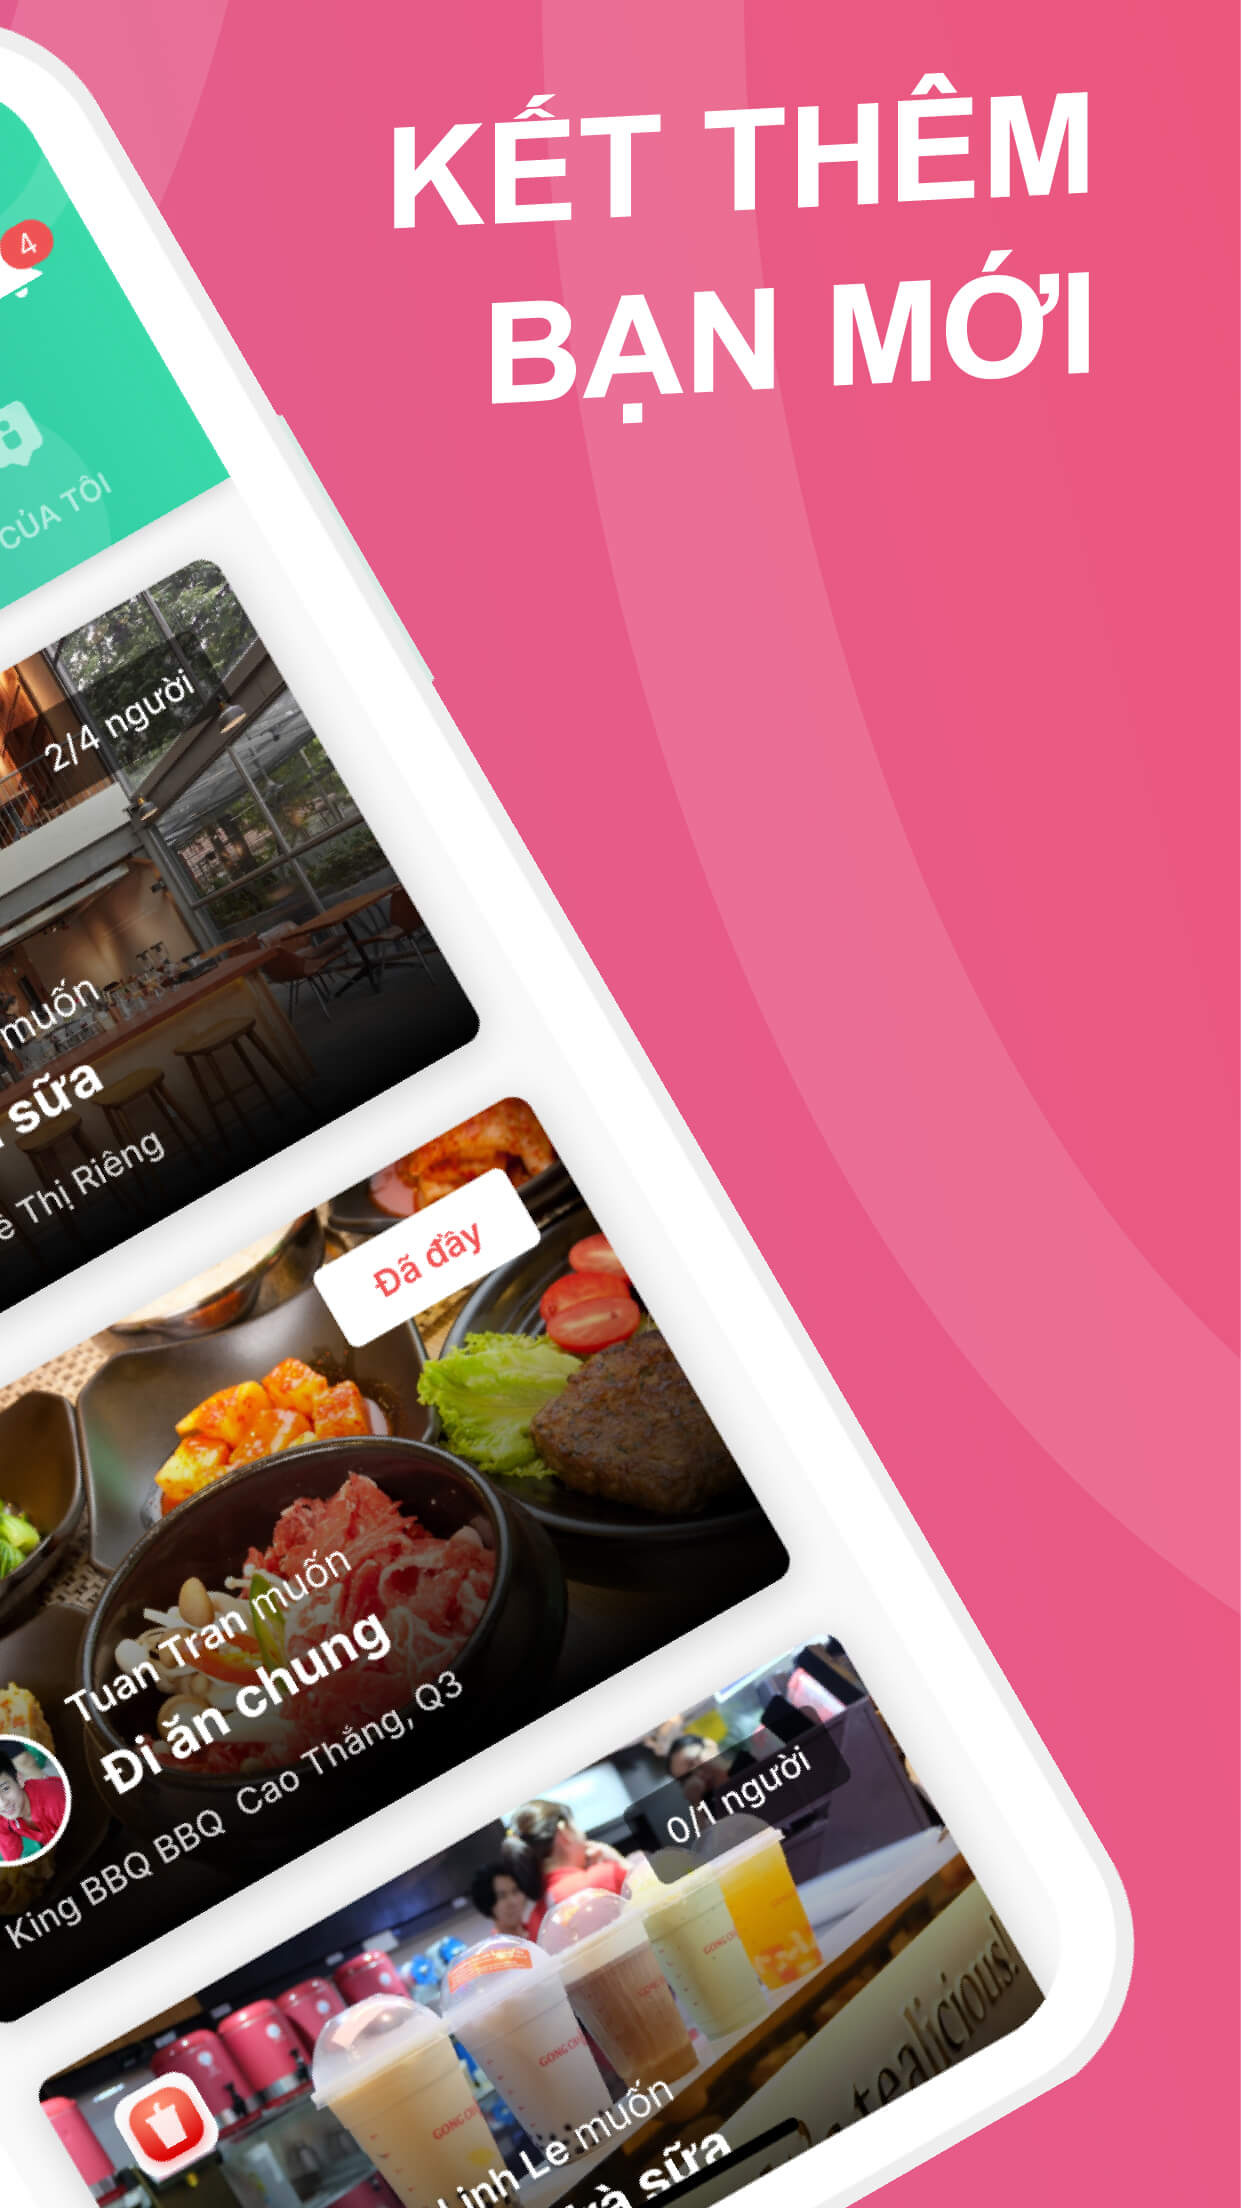 KẾT THÊM
BẠN MỚI
4
CỦA TÔI
2/4 người
muốn
sữa
Thị Riêng
Đã đầy
Tuan Tran muốn
Đi ăn chung
King BBQ BBQ Cao Thắng, Q3
0/1 người
tealicious!
Linh Le muốn
sữa